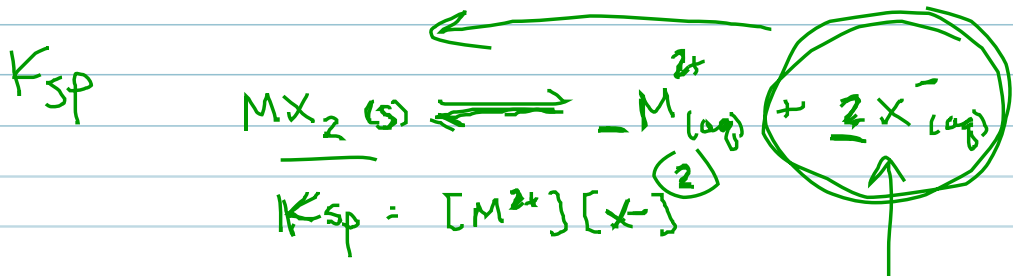 Ksp
MX₂(s) ⇌ M²⁺(aq) + 2X⁻(aq)
Ksp = [M²⁺][X⁻]²